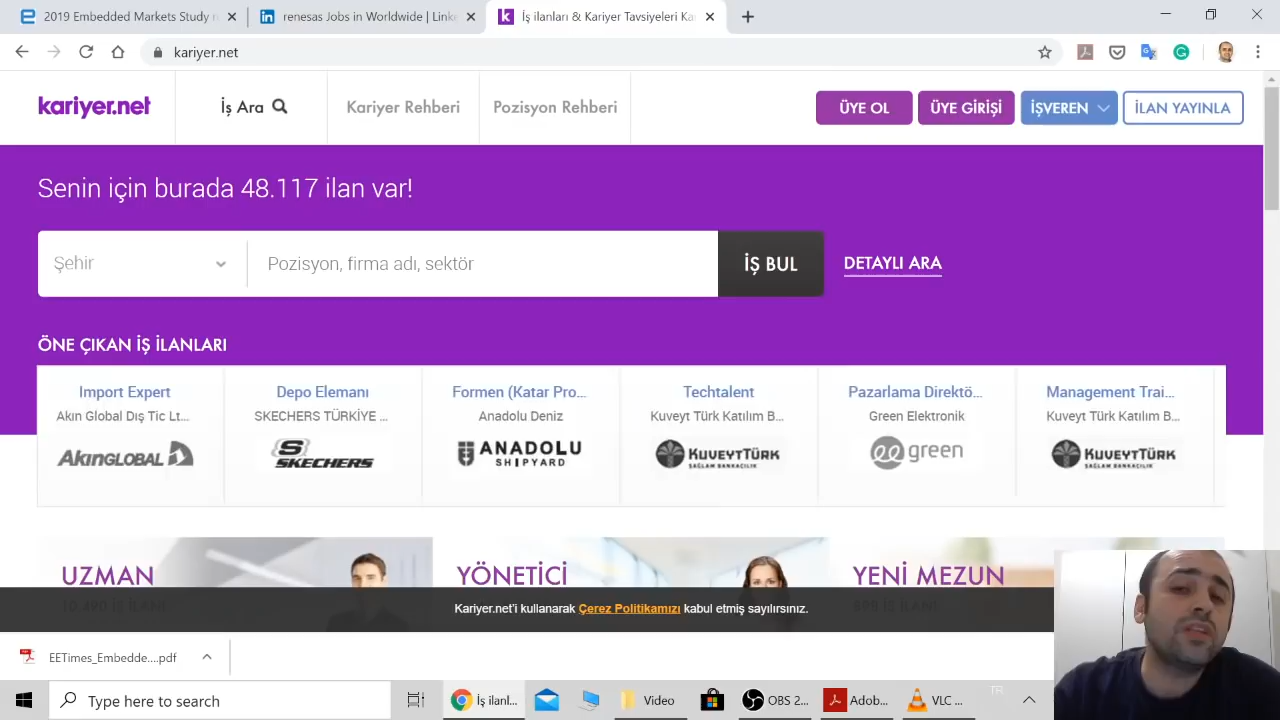 2019 Embedded Markets Study
renesas Jobs in Worldwide | Linke
İş ilanları & Kariyer Tavsiyeleri Ka
kariyer.net
kariyer.net
İş Ara
Kariyer Rehberi
Pozisyon Rehberi
ÜYE OL
ÜYE GİRİŞİ
İŞVEREN
İLAN YAYINLA
Senin için burada 48.117 ilan var!
Şehir
Pozisyon, firma adı, sektör
İŞ BUL
DETAYLI ARA
ÖNE ÇIKAN İŞ İLANLARI
Import Expert
Depo Elemanı
Formen (Katar Pro...
Techtalent
Pazarlama Direktö...
Management Trai...
Akın Global Dış Tic Lt...
SKECHERS TÜRKİYE ...
Anadolu Deniz
Kuveyt Türk Katılım B...
Green Elektronik
Kuveyt Türk Katılım B...
AKINGLOBAL
SKECHERS
ANADOLU
SHIPYARD
KUVEYTTÜRK
SAĞLAM BANKACILIK
ee green
KUVEYTTÜRK
SAĞLAM BANKACILIK
UZMAN
YÖNETİCİ
YENİ MEZUN
Kariyer.net'i kullanarak Çerez Politikamızı kabul etmiş sayılırsınız.
EETimes_Embedde....pdf
Type here to search
İş ilanl...
Video
OBS 2...
Adob...
VLC ...
TR